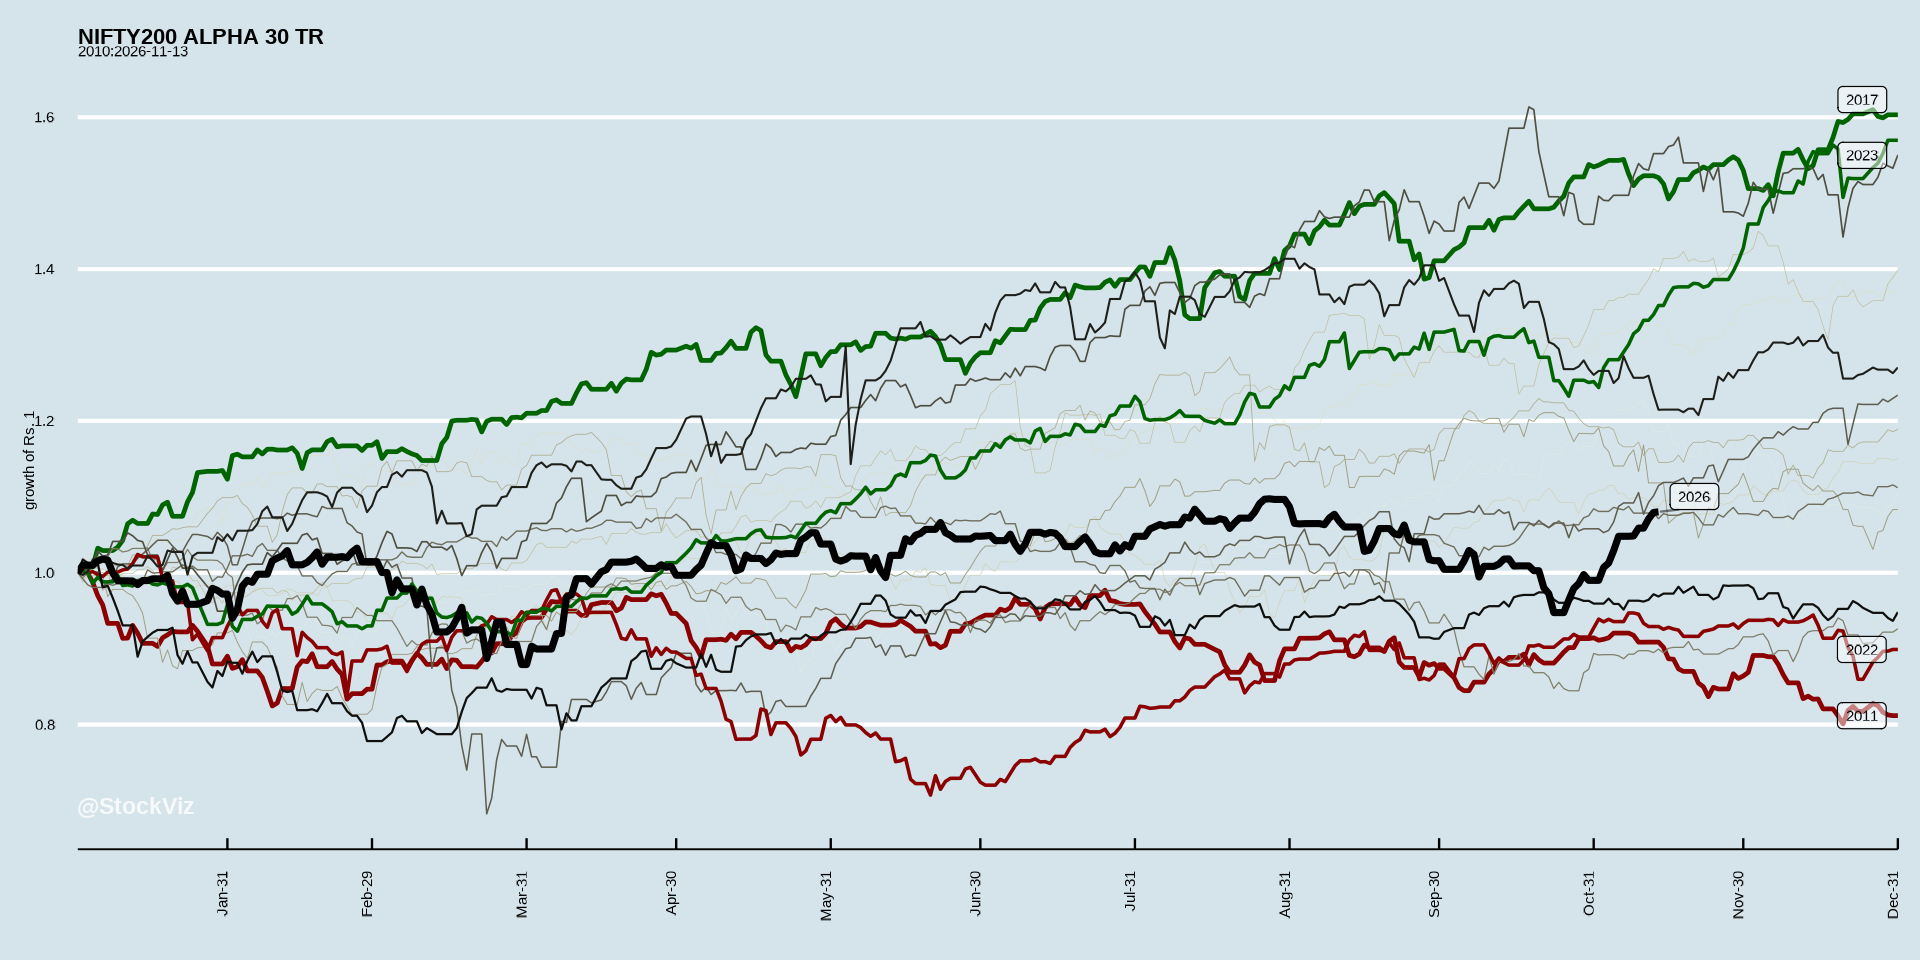 NIFTY200 ALPHA 30 TR
2010:2026-11-13
growth of Rs. 1
1.6
1.4
1.2
1.0
0.8
2017
2023
2026
2022
2011
@StockViz
Jan-31
Feb-29
Mar-31
Apr-30
May-31
Jun-30
Jul-31
Aug-31
Sep-30
Oct-31
Nov-30
Dec-31